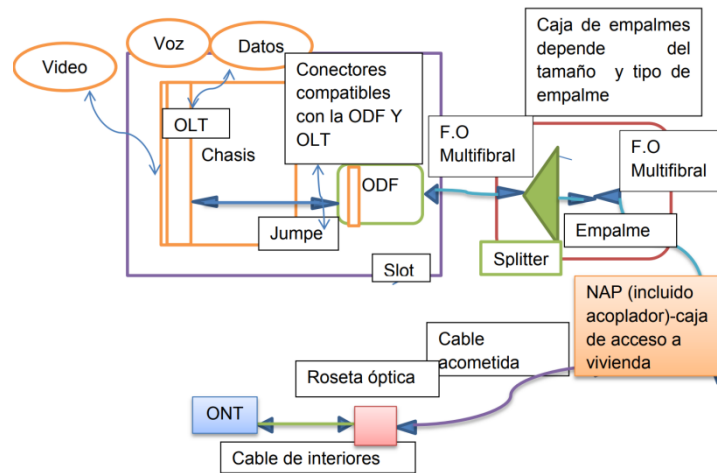 Video
Voz
Datos
OLT
Chasis
Conectores
compatibles
con la ODF Y
OLT
ODF
Jumpe
Slot
F.O
Multifibral
Caja de empalmes
depende del
tamaño y tipo de
empalme
F.O
Multifibral
Empalme
Splitter
NAP (incluido
acoplador)-caja
de acceso a
vivienda
Cable
acometida
Roseta óptica
ONT
Cable de interiores